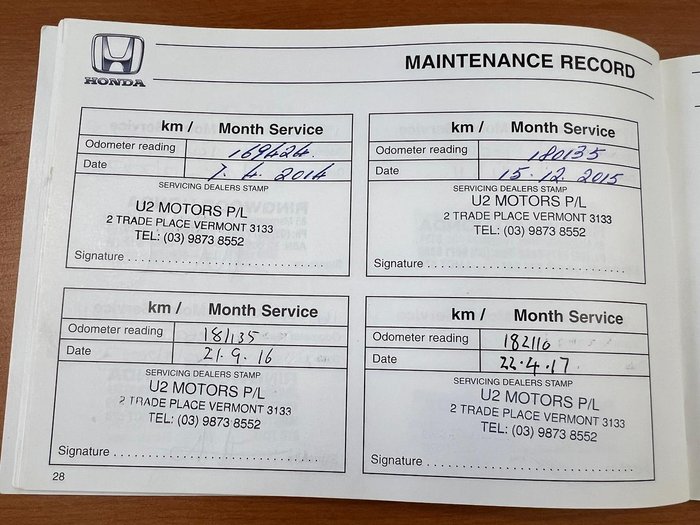 HONDA
MAINTENANCE RECORD
km / Month Service
Odometer reading 169424.
Date 7. 4. 2014
SERVICING DEALERS STAMP
U2 MOTORS P/L
2 TRADE PLACE VERMONT 3133
TEL: (03) 9873 8552
Signature
km / Month Service
Odometer reading 180135
Date 15.12.2015
SERVICING DEALERS STAMP
U2 MOTORS P/L
2 TRADE PLACE VERMONT 3133
TEL: (03) 9873 8552
Signature
km / Month Service
Odometer reading 181135
Date 21.9.16
SERVICING DEALERS STAMP
U2 MOTORS P/L
2 TRADE PLACE VERMONT 3133
TEL: (03) 9873 8552
Signature
km / Month Service
Odometer reading 182110
Date 22.4.17
SERVICING DEALERS STAMP
U2 MOTORS P/L
2 TRADE PLACE VERMONT 3133
TEL: (03) 9873 8552
Signature
28